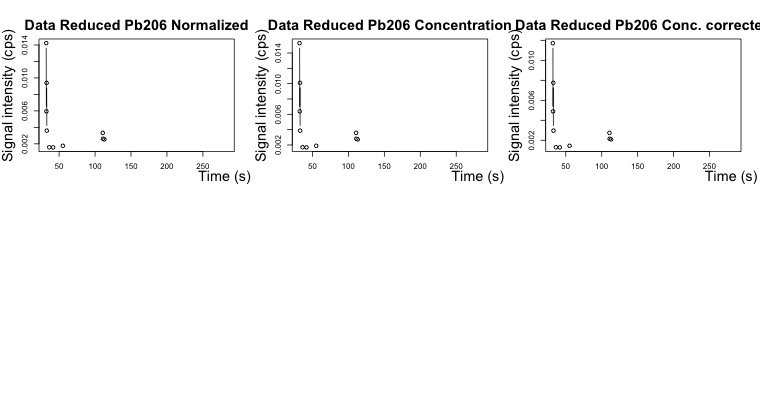 Data Reduced Pb206 Normalized
Signal intensity (cps)
0.014
0.010
0.006
0.002
50 100 150 200 250
Time (s)
Data Reduced Pb206 Concentration
Signal intensity (cps)
0.014
0.010
0.006
0.002
50 100 150 200 250
Time (s)
Data Reduced Pb206 Conc. correcte
Signal intensity (cps)
0.010
0.006
0.002
50 100 150 200 250
Time (s)